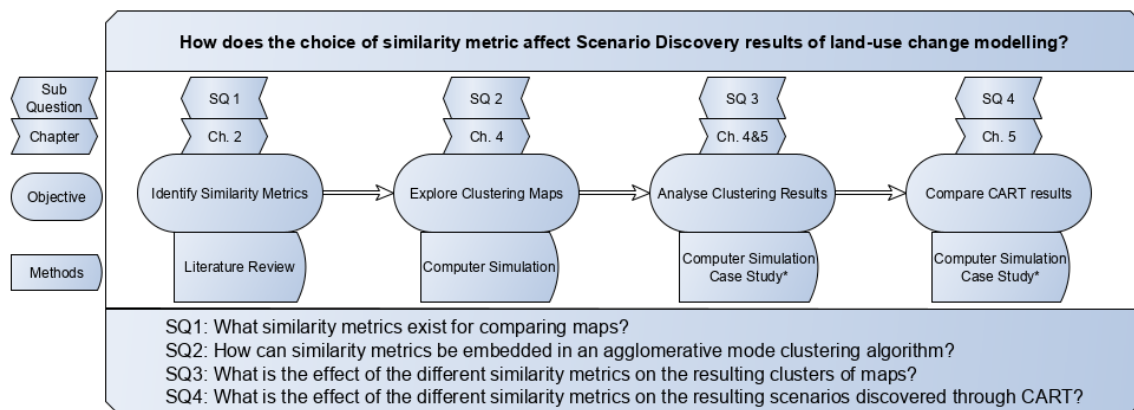 How does the choice of similarity metric affect Scenario Discovery results of land-use change modelling?
Sub
Question
SQ 1
SQ 2
SQ 3
SQ 4
Chapter
Ch. 2
Ch. 4
Ch. 4&5
Ch. 5
Objective
Identify Similarity Metrics
Explore Clustering Maps
Analyse Clustering Results
Compare CART results
Methods
Literature Review
Computer Simulation
Computer Simulation
Case Study*
Computer Simulation
Case Study*
SQ1: What similarity metrics exist for comparing maps?
SQ2: How can similarity metrics be embedded in an agglomerative mode clustering algorithm?
SQ3: What is the effect of the different similarity metrics on the resulting clusters of maps?
SQ4: What is the effect of the different similarity metrics on the resulting scenarios discovered through CART?